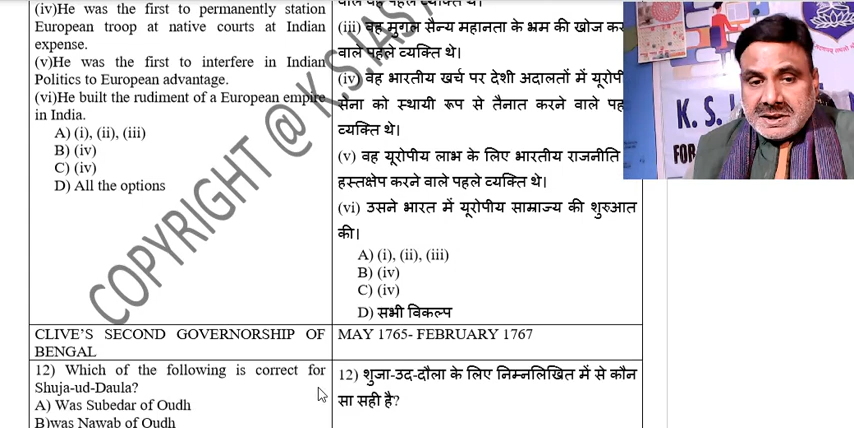 (iv)He was the first to permanently station
European troop at native courts at Indian
expense.
(v)He was the first to interfere in Indian
Politics to European advantage.
(vi)He built the rudiment of a European empire
in India.
A) (i), (ii), (iii)
B) (iv)
C) (iv)
D) All the options
(iii) वह मुगल सैन्य महानता के भ्रम की खोज कर
वाले पहले व्यक्ति थे।
(iv) वह भारतीय खर्च पर देशी अदालतों में यूरोपी
सेना को स्थायी रूप से तैनात करने वाले पह
व्यक्ति थे।
(v) वह यूरोपीय लाभ के लिए भारतीय राजनीति
हस्तक्षेप करने वाले पहले व्यक्ति थे।
(vi) उसने भारत में यूरोपीय साम्राज्य की शुरुआत
की।
A) (i), (ii), (iii)
B) (iv)
C) (iv)
D) सभी विकल्प
CLIVE'S SECOND GOVERNORSHIP OF
BENGAL
MAY 1765- FEBRUARY 1767
12) Which of the following is correct for
Shuja-ud-Daula?
A) Was Subedar of Oudh
B)was Nawab of Oudh
12) शुजा-उद-दौला के लिए निम्नलिखित में से कौन
सा सही है?
COPYRIGHT @ K.S.IAS
K. S.
FOR